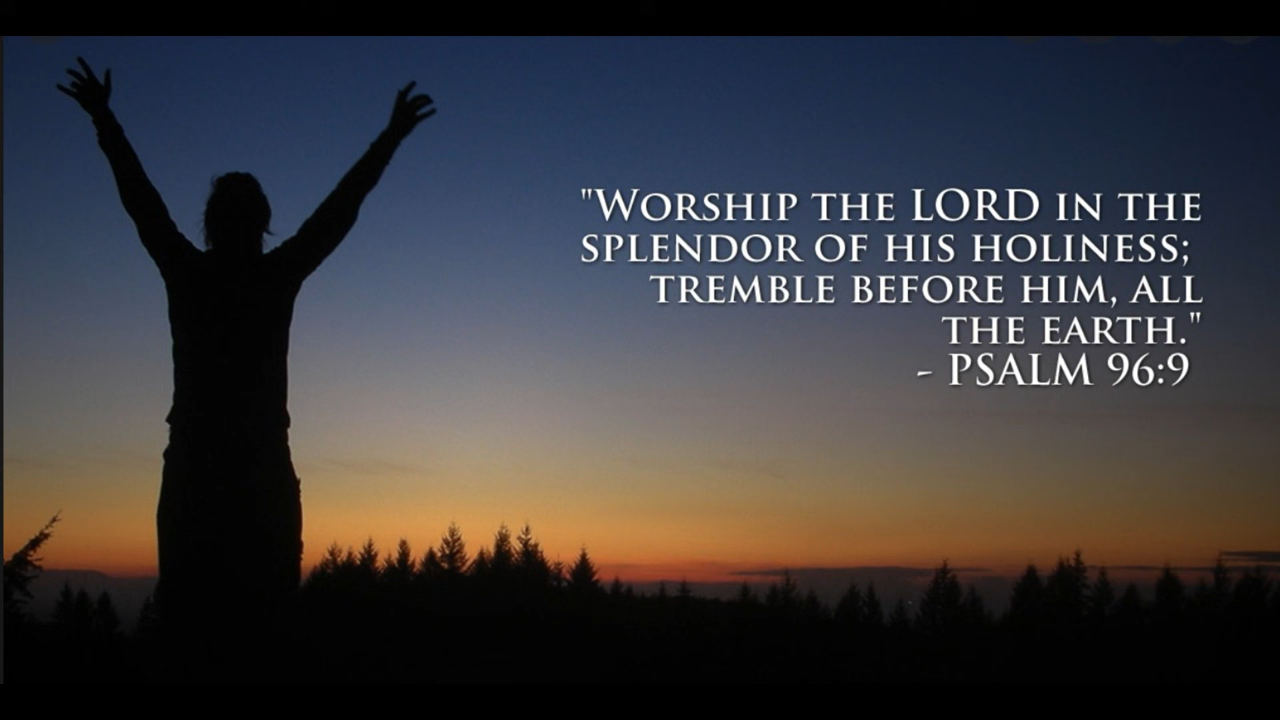 "Worship the LORD in the
splendor of his holiness;
tremble before him, all
the earth."
- Psalm 96:9